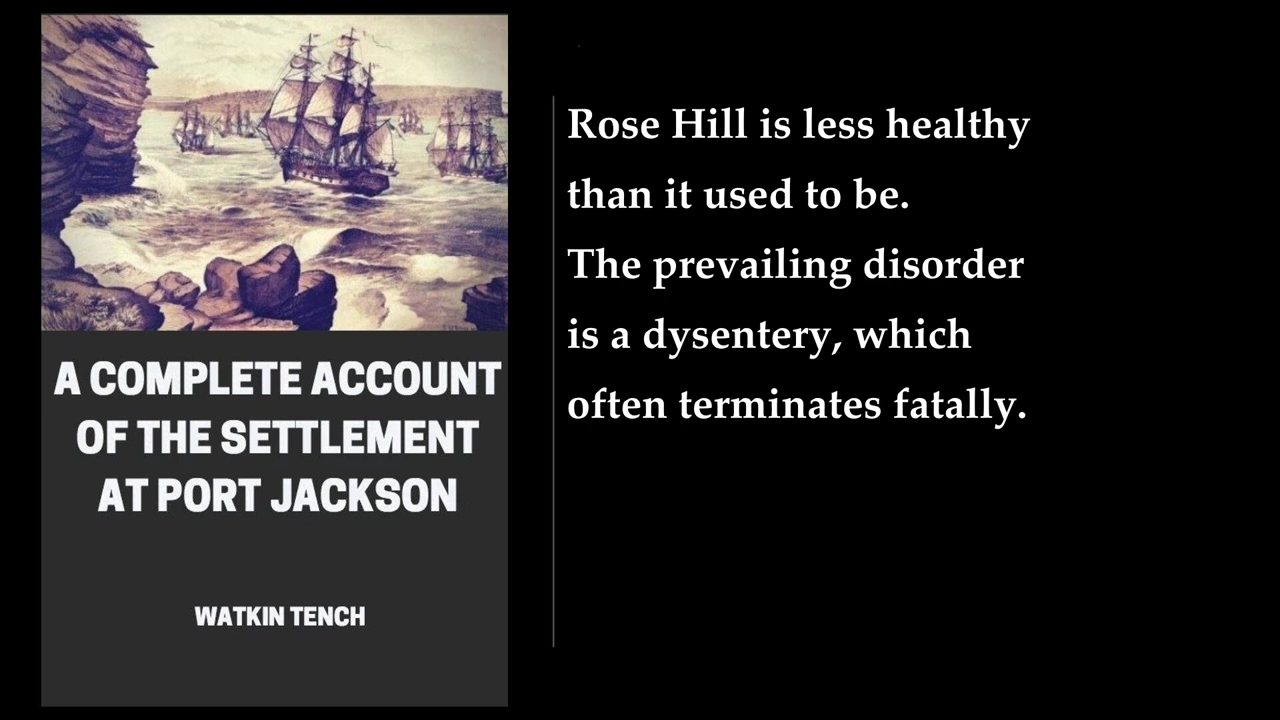 A COMPLETE ACCOUNT
OF THE SETTLEMENT
AT PORT JACKSON
WATKIN TENCH
Rose Hill is less healthy
than it used to be.
The prevailing disorder
is a dysentery, which
often terminates fatally.